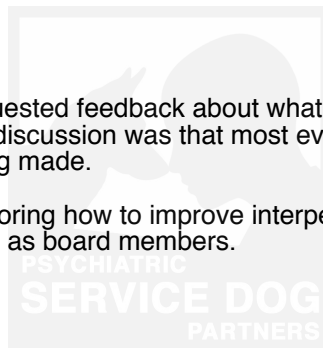 uested feedback about what
discussion was that most ev
g made.
oring how to improve interpe
as board members.
PSYCHIATRIC
SERVICE DOG
PARTNERS